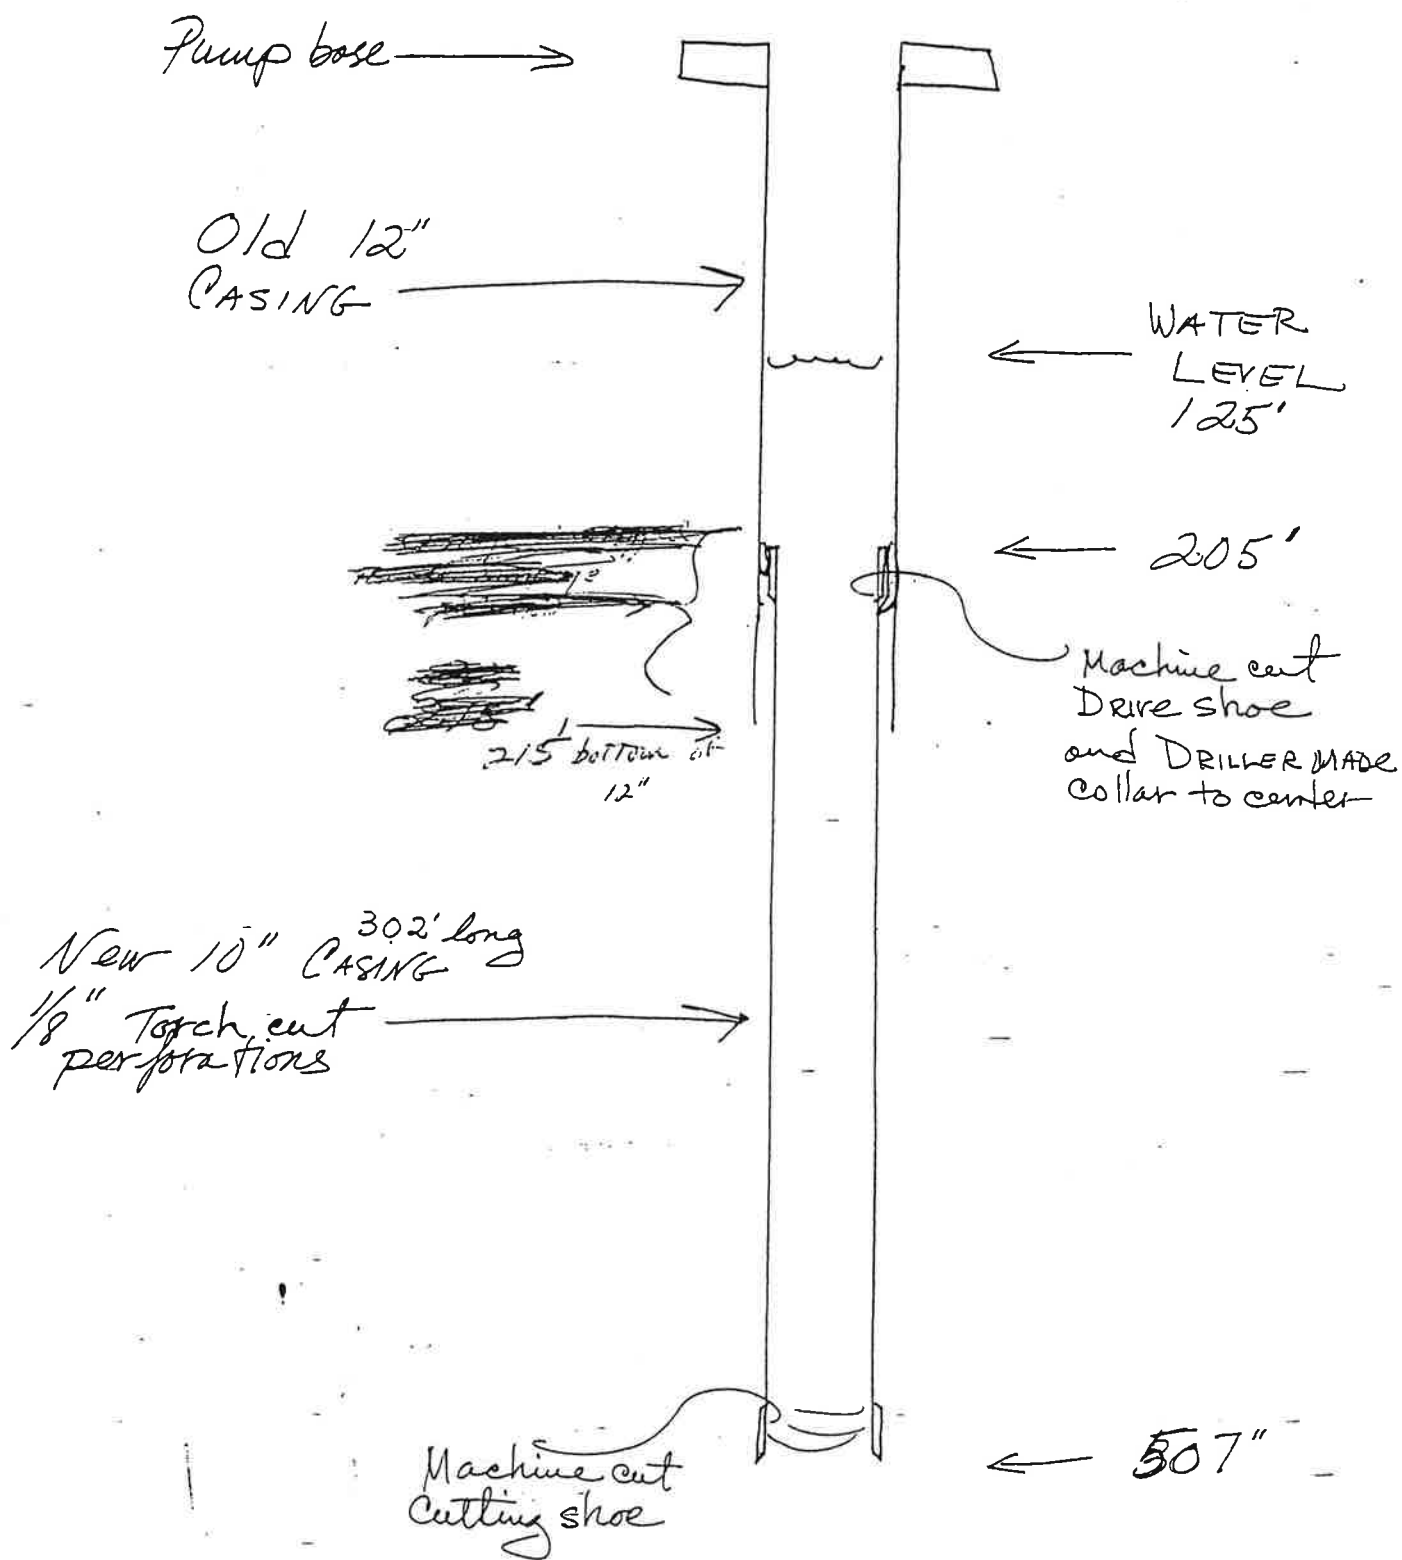 Pump base
Old 12"
CASING
WATER
LEVEL
125'
205'
Machine cut
Drive shoe
and DRILLER MADE
collar to center
215' bottom of
12"
New 10" CASING 302' long
1/8" Torch cut
perforations
Machine cut
Cutting shoe
507"